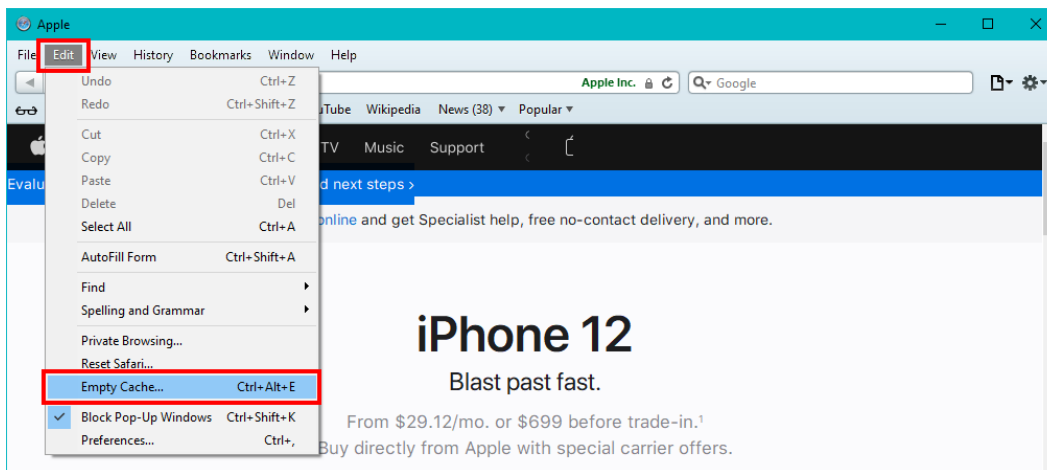 Apple
File Edit View History Bookmarks Window Help
Apple Inc. Google
Tube Wikipedia News (38) Popular
TV Music Support
Evalu d next steps >
online and get Specialist help, free no-contact delivery, and more.
Undo Ctrl+Z
Redo Ctrl+Shift+Z
Cut Ctrl+X
Copy Ctrl+C
Paste Ctrl+V
Delete Del
Select All Ctrl+A
AutoFill Form Ctrl+Shift+A
Find
Spelling and Grammar
Private Browsing...
Reset Safari...
Empty Cache... Ctrl+Alt+E
Block Pop-Up Windows Ctrl+Shift+K
Preferences... Ctrl+,
iPhone 12
Blast past fast.
From $29.12/mo. or $699 before trade-in.¹
Buy directly from Apple with special carrier offers.